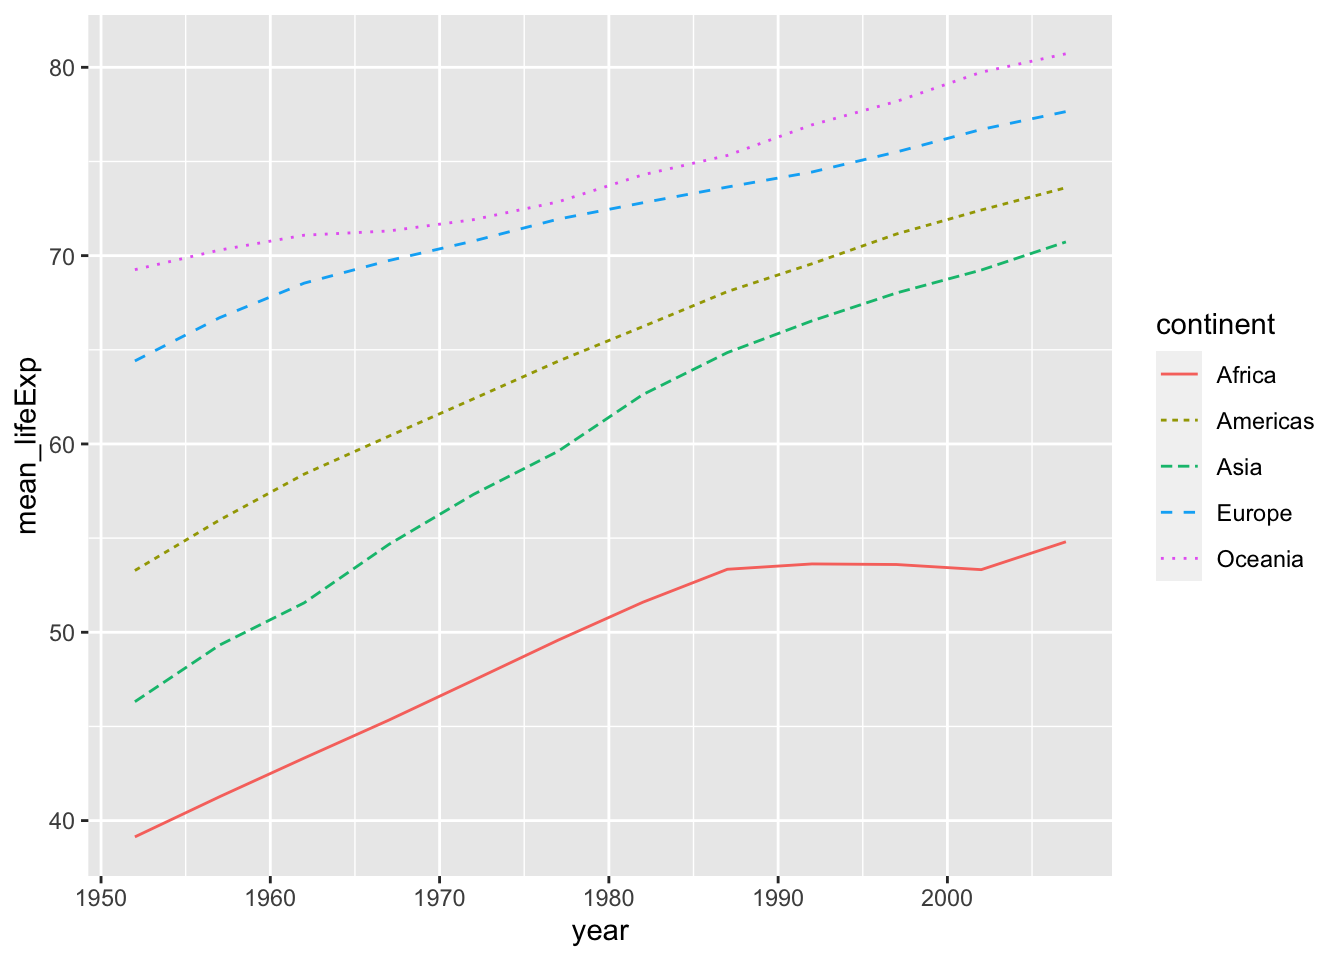 80
70
60
50
40
mean_lifeExp
1950 1960 1970 1980 1990 2000
year
continent
Africa
Americas
Asia
Europe
Oceania